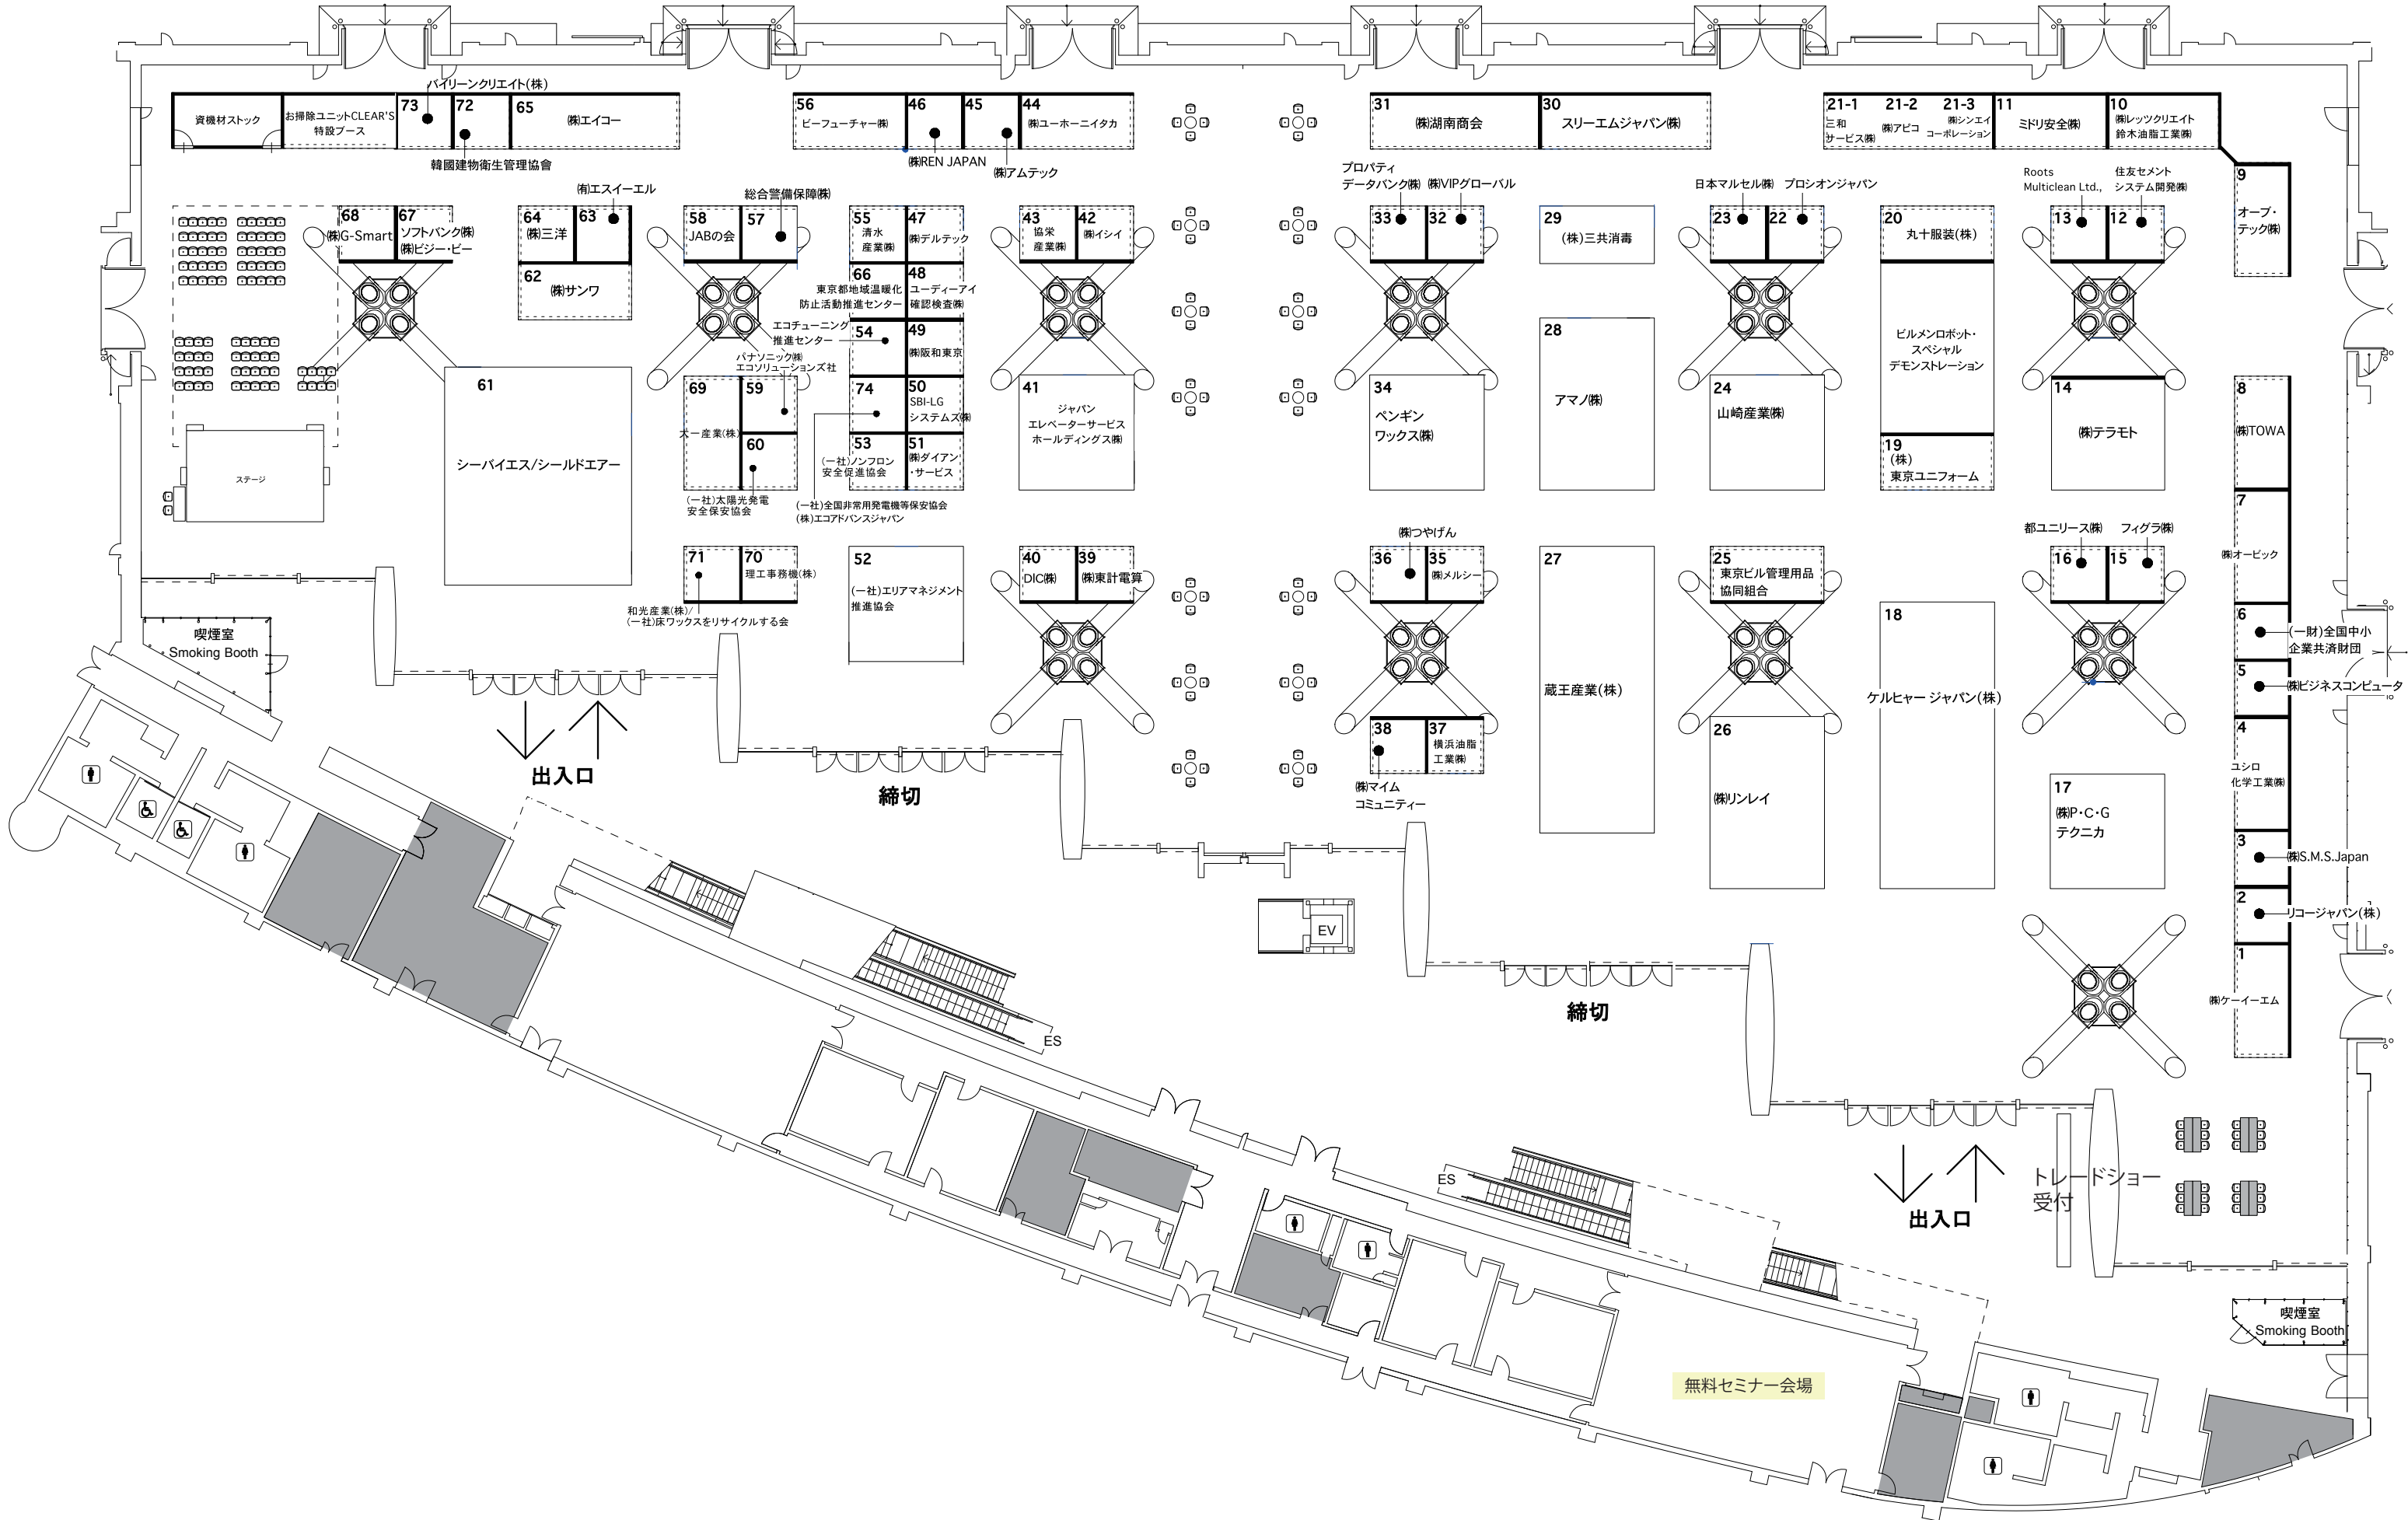 バイリーンクリエイト(株)
資機材ストック
お掃除ユニットCLEAR'S
特設ブース
73
72
65
㈱エイコー
韓國建物衛生管理協會
56
ビーフューチャー㈱
46
45
44
㈱ユーホーニイタカ
㈱REN JAPAN
㈱アムテック
31
㈱湖南商会
30
スリーエムジャパン㈱
21-1
三和
サービス㈱
21-2
㈱アビコ
21-3
㈱シンエイ
コーポレーション
11
ミドリ安全㈱
10
㈱レッツクリエイト
鈴木油脂工業㈱
9
オーブ・
テック㈱
68
㈱G-Smart
67
ソフトバンク㈱
㈱ビジー・ビー
㈲エスイーエル
64
㈱三洋
63
62
㈱サンワ
総合警備保障㈱
58
JABの会
57
55
清水
産業㈱
47
㈱デルテック
66
東京都地域温暖化
防止活動推進センター
48
ユーディーアイ
確認検査㈱
エコチューニング
推進センター
54
49
㈱阪和東京
パナソニック㈱
エコソリューションズ社
74
50
SBI-LG
システムズ㈱
53
(一社)ノンフロン
安全促進協会
51
㈱ダイアン
・サービス
69
大一産業(株)
59
60
(一社)太陽光発電
安全保安協会
(一社)全国非常用発電機等保安協会
(株)エコアドバンスジャパン
43
協栄
産業㈱
42
㈱イシイ
41
ジャパン
エレベーターサービス
ホールディングス㈱
プロパティ
データバンク㈱
㈱VIPグローバル
33
32
34
ペンギン
ワックス㈱
29
(株)三共消毒
28
アマノ㈱
日本マルセル㈱
プロシオンジャパン
23
22
24
山崎産業㈱
20
丸十服装(株)
ビルメンロボット・
スペシャル
デモンストレーション
19
(株)
東京ユニフォーム
Roots
Multiclean Ltd.,
住友セメント
システム開発㈱
13
12
14
㈱テラモト
8
㈱TOWA
7
㈱オービック
6
(一財)全国中小
企業共済財団
5
㈱ビジネスコンピュータ
4
ユシロ
化学工業㈱
3
㈱S.M.S.Japan
2
リコージャパン(株)
1
㈱ケーイーエム
61
シーバイエス/シールドエアー
ステージ
71
70
理工事務機(株)
和光産業(株)/
(一社)床ワックスをリサイクルする会
52
(一社)エリアマネジメント
推進協会
40
DIC㈱
39
㈱東計電算
㈱つやげん
36
35
㈱メルシー
38
37
横浜油脂
工業㈱
㈱マイム
コミュニティー
27
蔵王産業(株)
25
東京ビル管理用品
協同組合
26
㈱リンレイ
18
ケルヒャー ジャパン(株)
都ユニリース㈱
フィグラ㈱
16
15
17
㈱P・C・G
テクニカ
喫煙室
Smoking Booth
出入口
締切
EV
締切
ES
ES
出入口
トレードショー
受付
喫煙室
Smoking Booth
無料セミナー会場